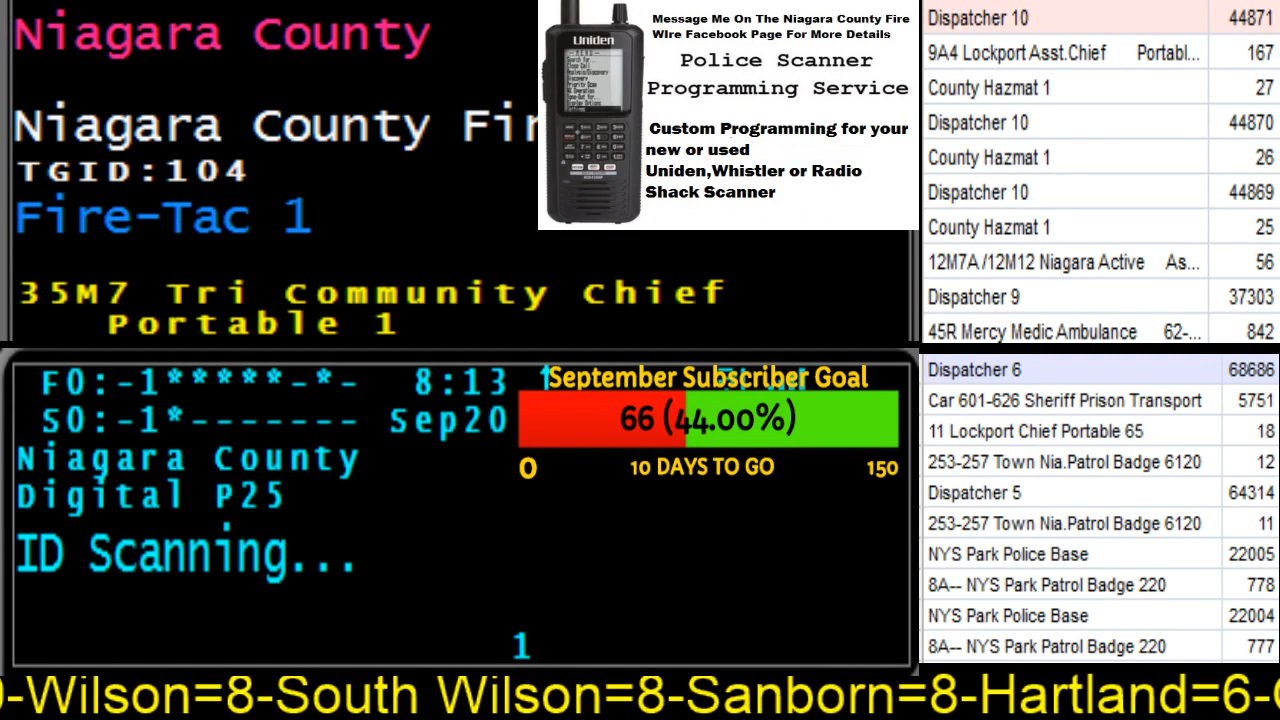 Niagara County
Niagara County Fir
TGID:104
Fire-Tac 1
35M7 Tri Community Chief
Portable 1
Uniden
Message Me On The Niagara County Fire
WIre Facebook Page For More Details
Police Scanner
Programming Service
Custom Programming for your
new or used
Uniden,Whistler or Radio
Shack Scanner
Dispatcher 10 44871
9A4 Lockport Asst.Chief Portabl... 167
County Hazmat 1 27
Dispatcher 10 44870
County Hazmat 1 26
Dispatcher 10 44869
County Hazmat 1 25
12M7A /12M12 Niagara Active As... 56
Dispatcher 9 37303
45R Mercy Medic Ambulance 62-... 842
F0:-1*****-*- 8:13
S0:-1*------- Sep20
Niagara County
Digital P25
ID Scanning...
1
September Subscriber Goal
66 (44.00%)
0 10 DAYS TO GO 150
Dispatcher 6 68686
Car 601-626 Sheriff Prison Transport 5751
11 Lockport Chief Portable 65 18
253-257 Town Nia.Patrol Badge 6120 12
Dispatcher 5 64314
253-257 Town Nia.Patrol Badge 6120 11
NYS Park Police Base 22005
8A-- NYS Park Patrol Badge 220 778
NYS Park Police Base 22004
8A-- NYS Park Patrol Badge 220 777
-Wilson=8-South Wilson=8-Sanborn=8-Hartland=6-